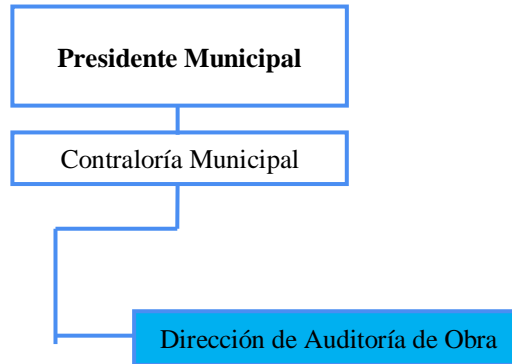 Presidente Municipal
Contraloría Municipal
Dirección de Auditoría de Obra